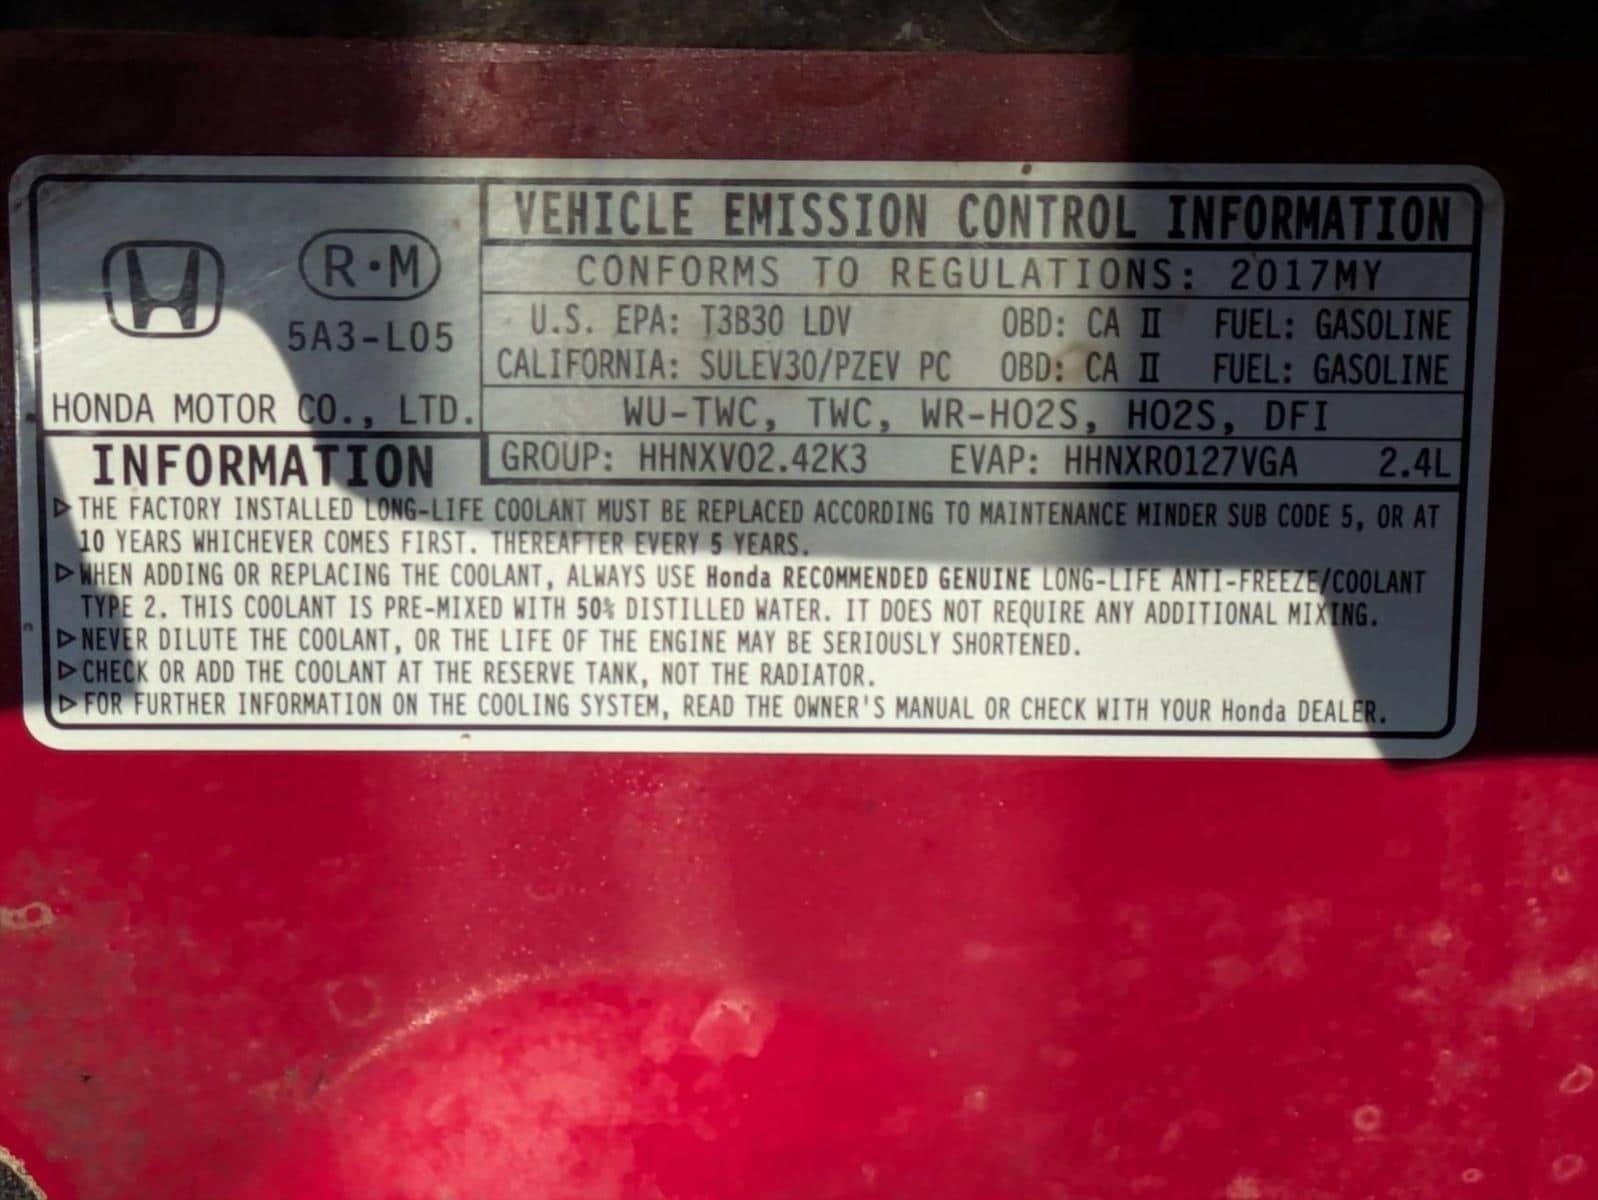 R·M
5A3-L05
HONDA MOTOR CO., LTD.
VEHICLE EMISSION CONTROL INFORMATION
CONFORMS TO REGULATIONS: 2017MY
U.S. EPA: T3B30 LDV OBD: CA II FUEL: GASOLINE
CALIFORNIA: SULEV30/PZEV PC OBD: CA II FUEL: GASOLINE
WU-TWC, TWC, WR-HO2S, HO2S, DFI
GROUP: HHNXV02.42K3 EVAP: HHNXR0127VGA 2.4L
INFORMATION
▷THE FACTORY INSTALLED LONG-LIFE COOLANT MUST BE REPLACED ACCORDING TO MAINTENANCE MINDER SUB CODE 5, OR AT
10 YEARS WHICHEVER COMES FIRST. THEREAFTER EVERY 5 YEARS.
▷WHEN ADDING OR REPLACING THE COOLANT, ALWAYS USE Honda RECOMMENDED GENUINE LONG-LIFE ANTI-FREEZE/COOLANT
TYPE 2. THIS COOLANT IS PRE-MIXED WITH 50% DISTILLED WATER. IT DOES NOT REQUIRE ANY ADDITIONAL MIXING.
▷NEVER DILUTE THE COOLANT, OR THE LIFE OF THE ENGINE MAY BE SERIOUSLY SHORTENED.
▷CHECK OR ADD THE COOLANT AT THE RESERVE TANK, NOT THE RADIATOR.
▷FOR FURTHER INFORMATION ON THE COOLING SYSTEM, READ THE OWNER'S MANUAL OR CHECK WITH YOUR Honda DEALER.